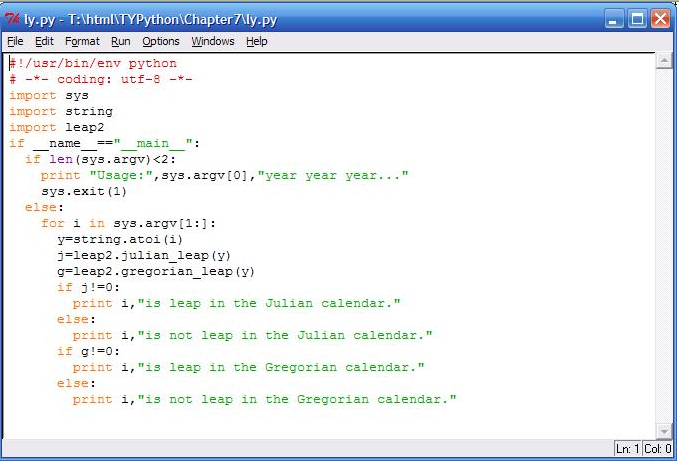 ly.py - T:\html\TYPython\Chapter7\ly.py
File Edit Format Run Options Windows Help
#!/usr/bin/env python
# -*- coding: utf-8 -*-
import sys
import string
import leap2
if __name__=="__main__":
  if len(sys.argv)<2:
    print "Usage:",sys.argv[0],"year year year..."
    sys.exit(1)
  else:
    for i in sys.argv[1:]:
      y=string.atoi(i)
      j=leap2.julian_leap(y)
      g=leap2.gregorian_leap(y)
      if j!=0:
        print i,"is leap in the Julian calendar."
      else:
        print i,"is not leap in the Julian calendar."
      if g!=0:
        print i,"is leap in the Gregorian calendar."
      else:
        print i,"is not leap in the Gregorian calendar."
Ln: 1 Col: 0